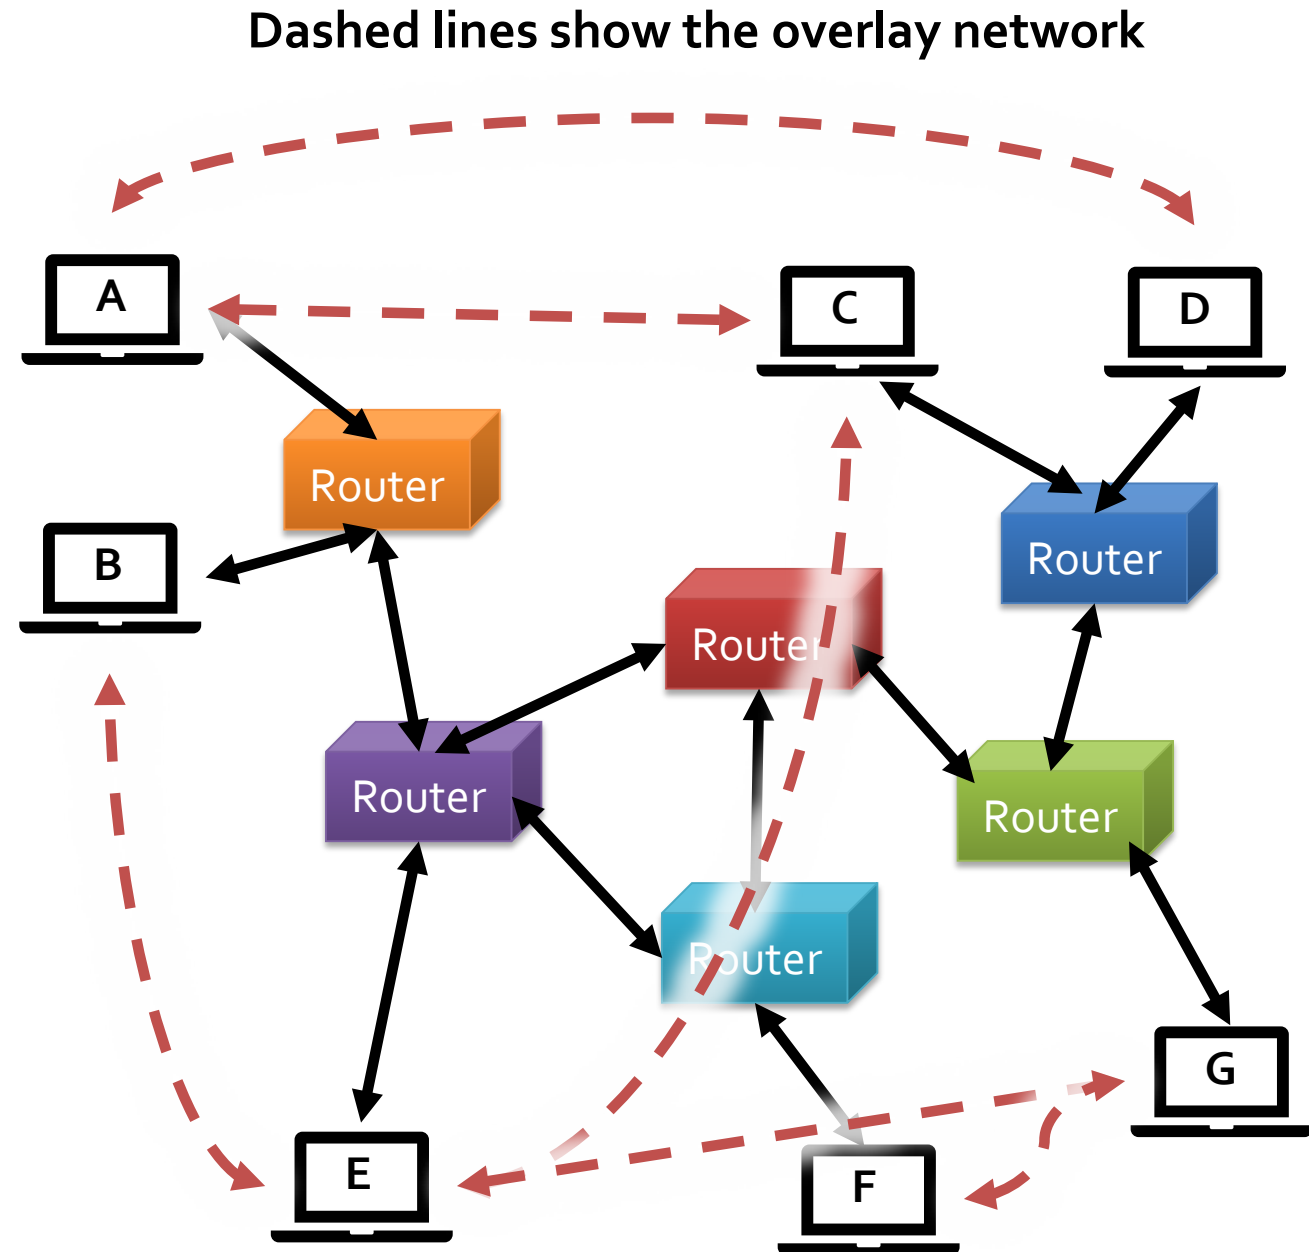 Dashed lines show the overlay network
A
C
D
Router
B
Router
Router
Router
Router
Router
G
E
F